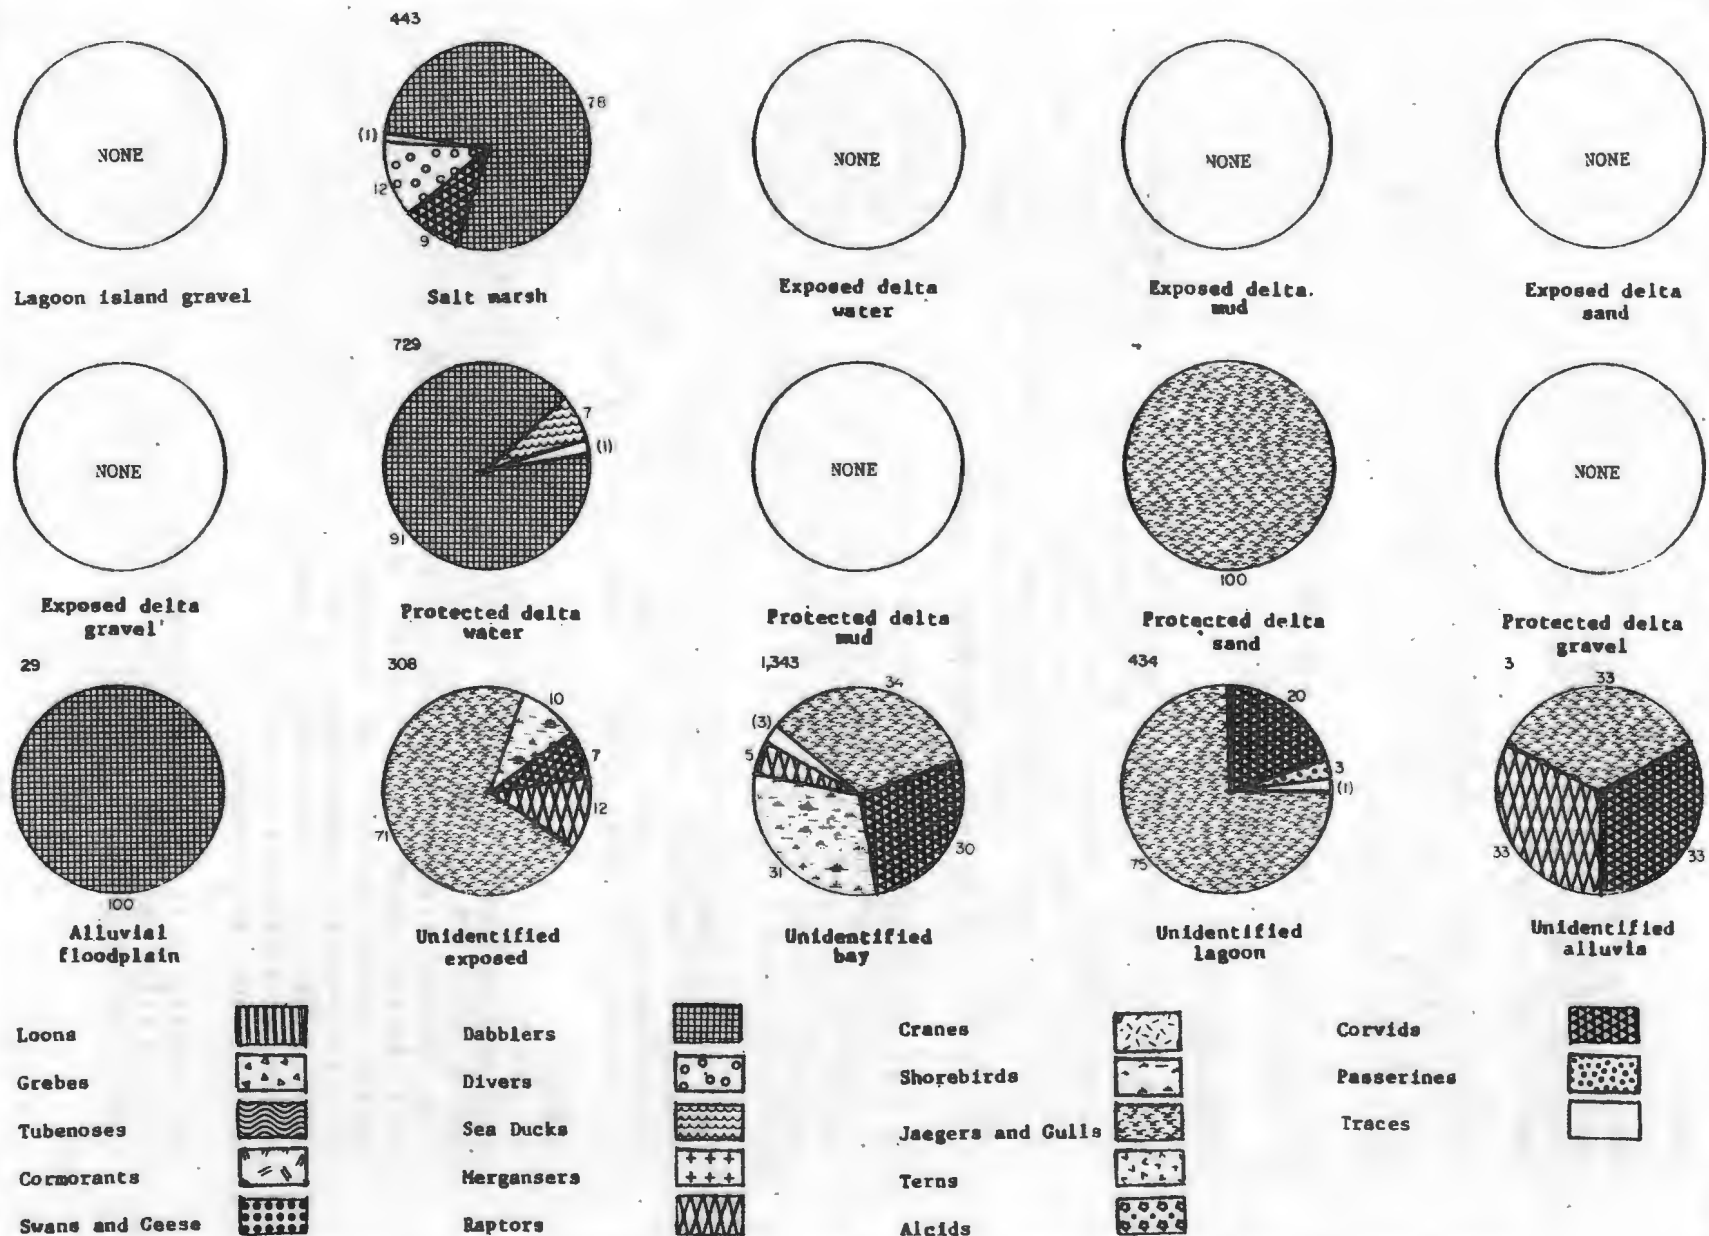 443
NONE
78
(1)
12
9
NONE
NONE
NONE
Lagoon island gravel
Salt marsh
Exposed delta
water
Exposed delta.
mud
Exposed delta
sand
729
NONE
7
(1)
91
NONE
100
NONE
Exposed delta
gravel'
Protected delta
water
Protected delta
mud
Protected delta
sand
Protected delta
gravel
29
100
308
10
7
12
71
1,343
34
(3)
5
31
30
434
20
3
(1)
75
3
33
33
33
Alluvial
floodplain
Unidentified
exposed
Unidentified
bay
Unidentified
lagoon
Unidentified
alluvia
Loons
Dabblers
Cranes
Corvids
Grebes
Divers
Shorebirds
Passerines
Tubenoses
Sea Ducks
Jaegers and Gulls
Traces
Cormorants
Mergansers
Terns
Swans and Geese
Raptors
Alcids